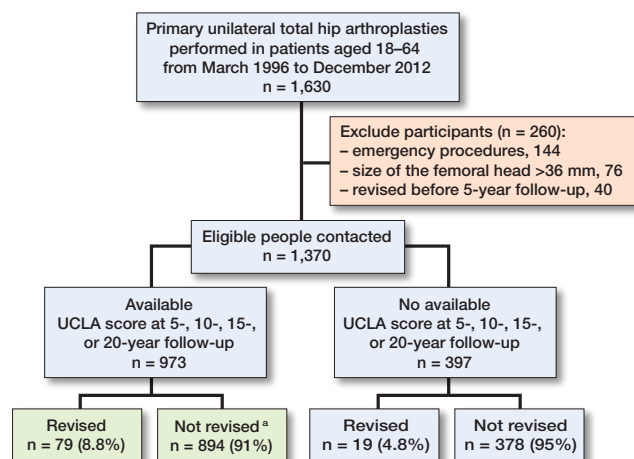 Primary unilateral total hip arthroplasties
performed in patients aged 18–64
from March 1996 to December 2012
n = 1,630
Exclude participants (n = 260):
– emergency procedures, 144
– size of the femoral head >36 mm, 76
– revised before 5-year follow-up, 40
Eligible people contacted
n = 1,370
Available
UCLA score at 5-, 10-, 15-,
or 20-year follow-up
n = 973
No available
UCLA score at 5-, 10-, 15-,
or 20-year follow-up
n = 397
Revised
n = 79 (8.8%)
Not revised a
n = 894 (91%)
Revised
n = 19 (4.8%)
Not revised
n = 378 (95%)